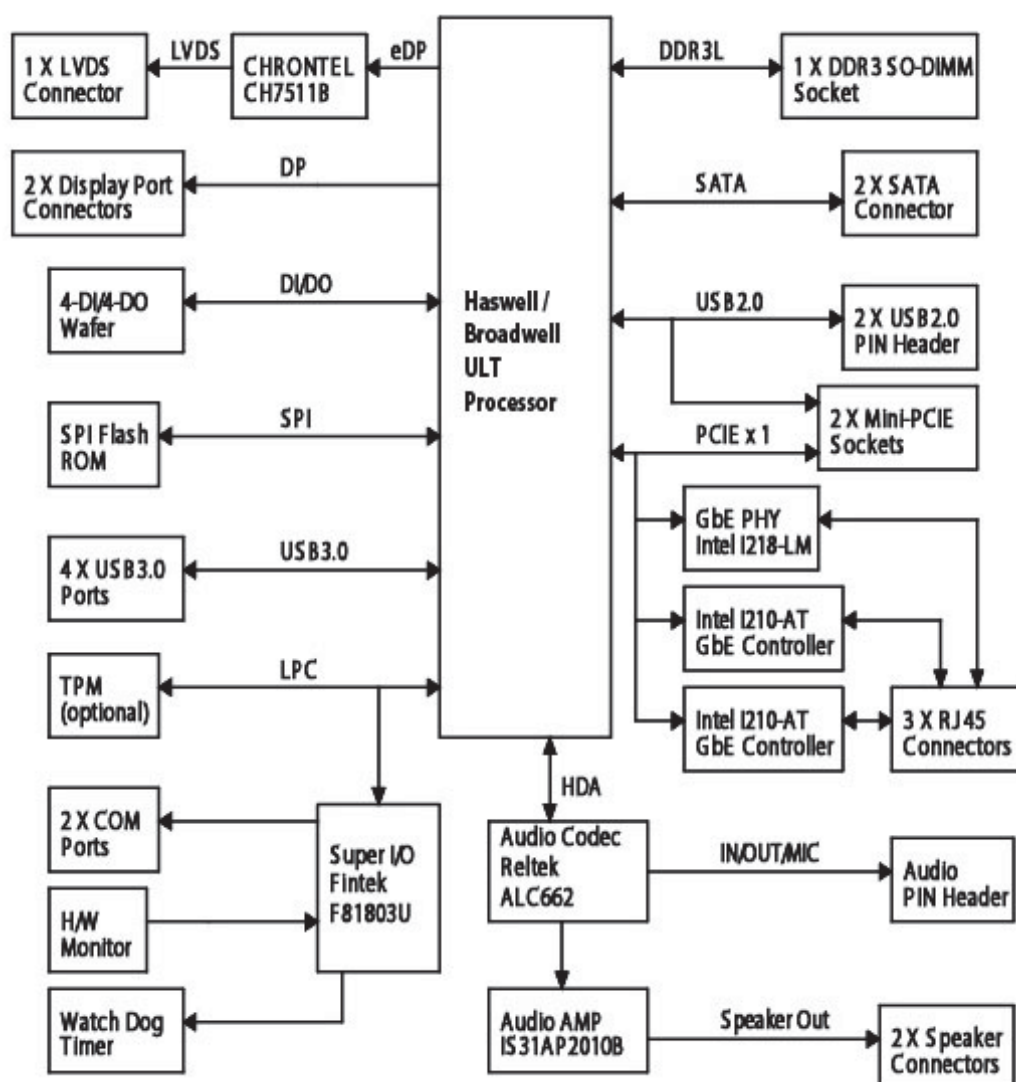 LVDS
eDP
DDR3L
1 X LVDS
Connector
CHRONTEL
CH7511B
1 X DDR3 SO-DIMM
Socket
DP
2 X Display Port
Connectors
SATA
2 X SATA
Connector
DI/DO
4-DI/4-DO
Wafer
Haswell /
Broadwell
ULT
Processor
USB2.0
2 X USB2.0
PIN Header
SPI
SPI Flash
ROM
PCIE x 1
2 X Mini-PCIE
Sockets
GbE PHY
Intel I218-LM
USB3.0
4 X USB3.0
Ports
Intel I210-AT
GbE Controller
LPC
TPM
(optional)
Intel I210-AT
GbE Controller
3 X RJ45
Connectors
HDA
2 X COM
Ports
Super I/O
Fintek
F81803U
Audio Codec
Reltek
ALC662
IN/OUT/MIC
Audio
PIN Header
H/W
Monitor
Watch Dog
Timer
Audio AMP
IS31AP2010B
Speaker Out
2 X Speaker
Connectors